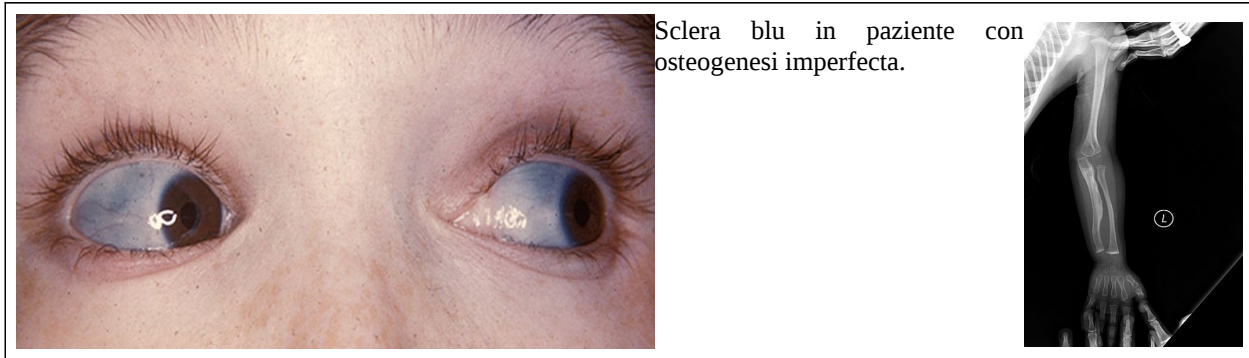 Sclera blu in paziente con
osteogenesi imperfecta.
L